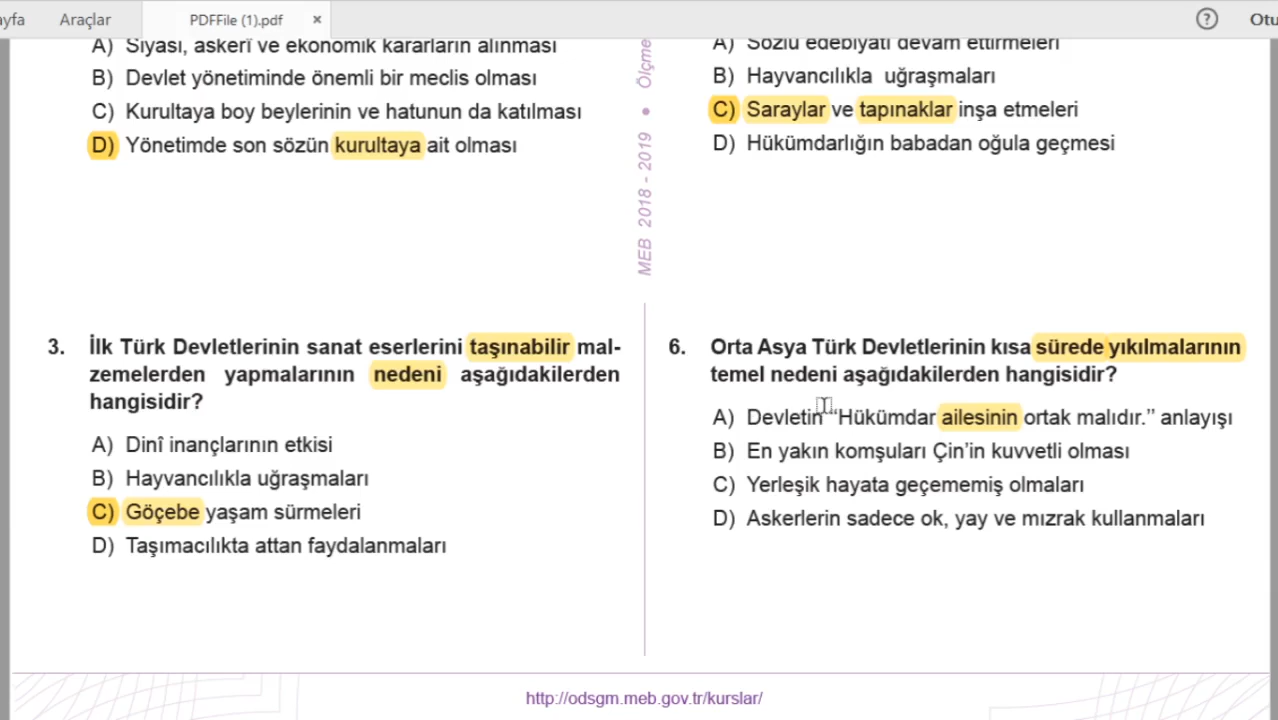 ayfa Araçlar PDFFile (1).pdf × ? Otu
A) Siyasi, askerî ve ekonomik kararların alınması
B) Devlet yönetiminde önemli bir meclis olması
C) Kurultaya boy beylerinin ve hatunun da katılması
D) Yönetimde son sözün kurultaya ait olması
3. İlk Türk Devletlerinin sanat eserlerini taşınabilir mal-
zemelerden yapmalarının nedeni aşağıdakilerden
hangisidir?
A) Dinî inançlarının etkisi
B) Hayvancılıkla uğraşmaları
C) Göçebe yaşam sürmeleri
D) Taşımacılıkta attan faydalanmaları
MEB 2018 - 2019 • Ölçme
A) Sözlü edebiyatı devam ettirmeleri
B) Hayvancılıkla uğraşmaları
C) Saraylar ve tapınaklar inşa etmeleri
D) Hükümdarlığın babadan oğula geçmesi
6. Orta Asya Türk Devletlerinin kısa sürede yıkılmalarının
temel nedeni aşağıdakilerden hangisidir?
A) Devletin “Hükümdar ailesinin ortak malıdır.” anlayışı
B) En yakın komşuları Çin’in kuvvetli olması
C) Yerleşik hayata geçememiş olmaları
D) Askerlerin sadece ok, yay ve mızrak kullanmaları
http://odsgm.meb.gov.tr/kurslar/